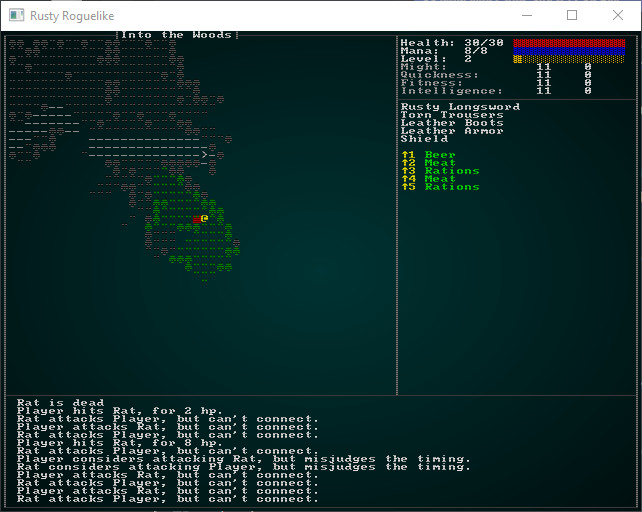 Rusty Roguelike
Into the Woods
Health: 30/30
Mana: 8/8
Level: 2
Might: 11 0
Quickness: 11 0
Fitness: 11 0
Intelligence: 11 0
Rusty Longsword
Torn Trousers
Leather Boots
Leather Armor
Shield
↑1 Beer
↑2 Meat
↑3 Rations
↑4 Meat
↑5 Rations
Rat is dead
Player hits Rat, for 2 hp.
Rat attacks Player, but can't connect.
Player attacks Rat, but can't connect.
Rat attacks Player, but can't connect.
Player hits Rat, for 8 hp.
Rat attacks Player, but can't connect.
Player considers attacking Rat, but misjudges the timing.
Rat considers attacking Player, but misjudges the timing.
Player attacks Rat, but can't connect.
Rat attacks Player, but can't connect.
Player attacks Rat, but can't connect.
Rat attacks Player, but can't connect.